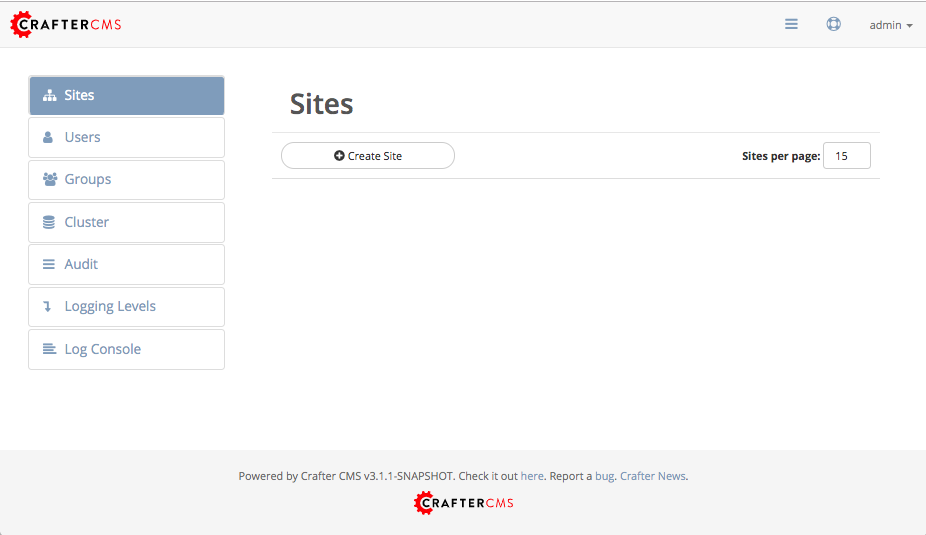 CRAFTERCMS
admin
Sites
Users
Groups
Cluster
Audit
Logging Levels
Log Console
Sites
Create Site
Sites per page: 15
Powered by Crafter CMS v3.1.1-SNAPSHOT. Check it out here. Report a bug. Crafter News.
CRAFTERCMS